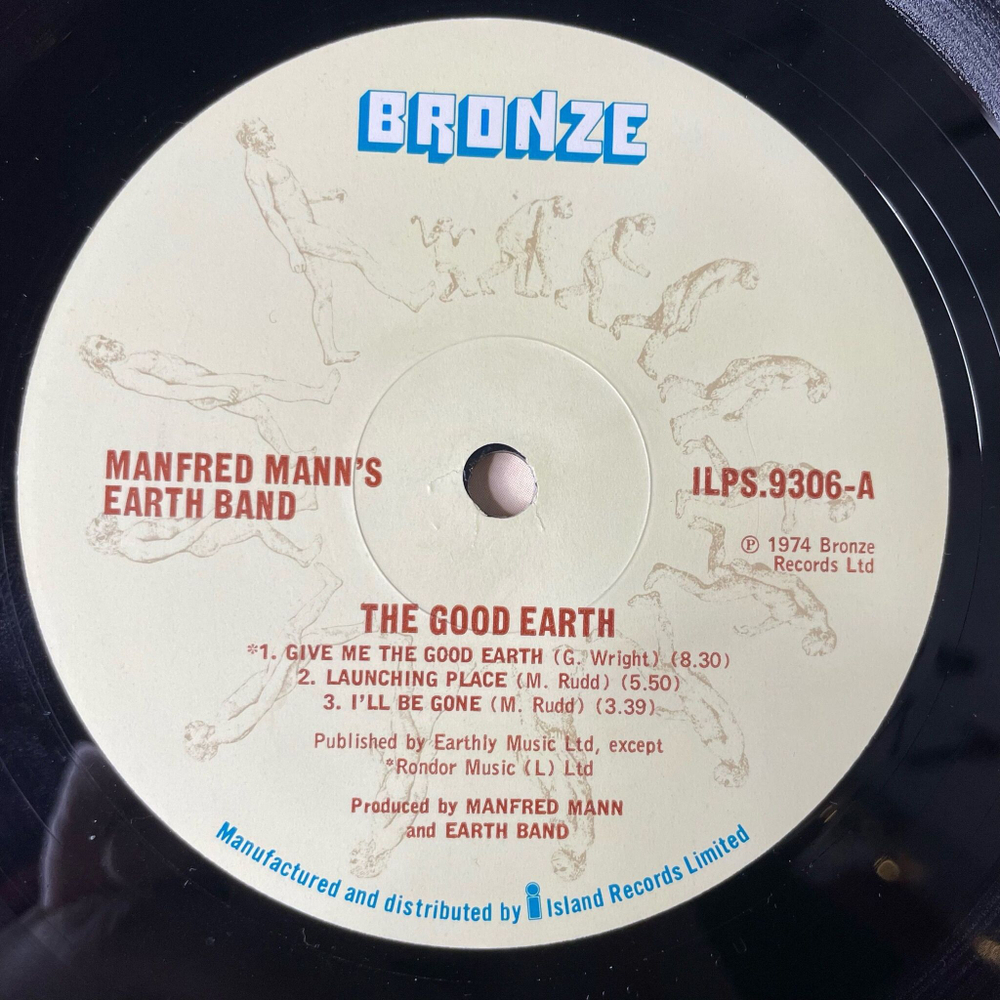 BRONZE
MANFRED MANN'S
EARTH BAND
ILPS.9306-A
℗ 1974 Bronze
Records Ltd
THE GOOD EARTH
*1. GIVE ME THE GOOD EARTH (G. Wright) (8.30)
2. LAUNCHING PLACE (M. Rudd) (5.50)
3. I'LL BE GONE (M. Rudd) (3.39)
Published by Earthly Music Ltd, except
*Rondor Music (L) Ltd
Produced by MANFRED MANN
and EARTH BAND
Manufactured and distributed by i Island Records Limited